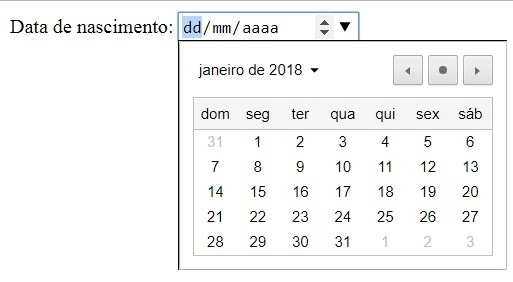 Data de nascimento: dd/mm/aaaa
janeiro de 2018
dom seg ter qua qui sex sáb
31 1 2 3 4 5 6
7 8 9 10 11 12 13
14 15 16 17 18 19 20
21 22 23 24 25 26 27
28 29 30 31 1 2 3